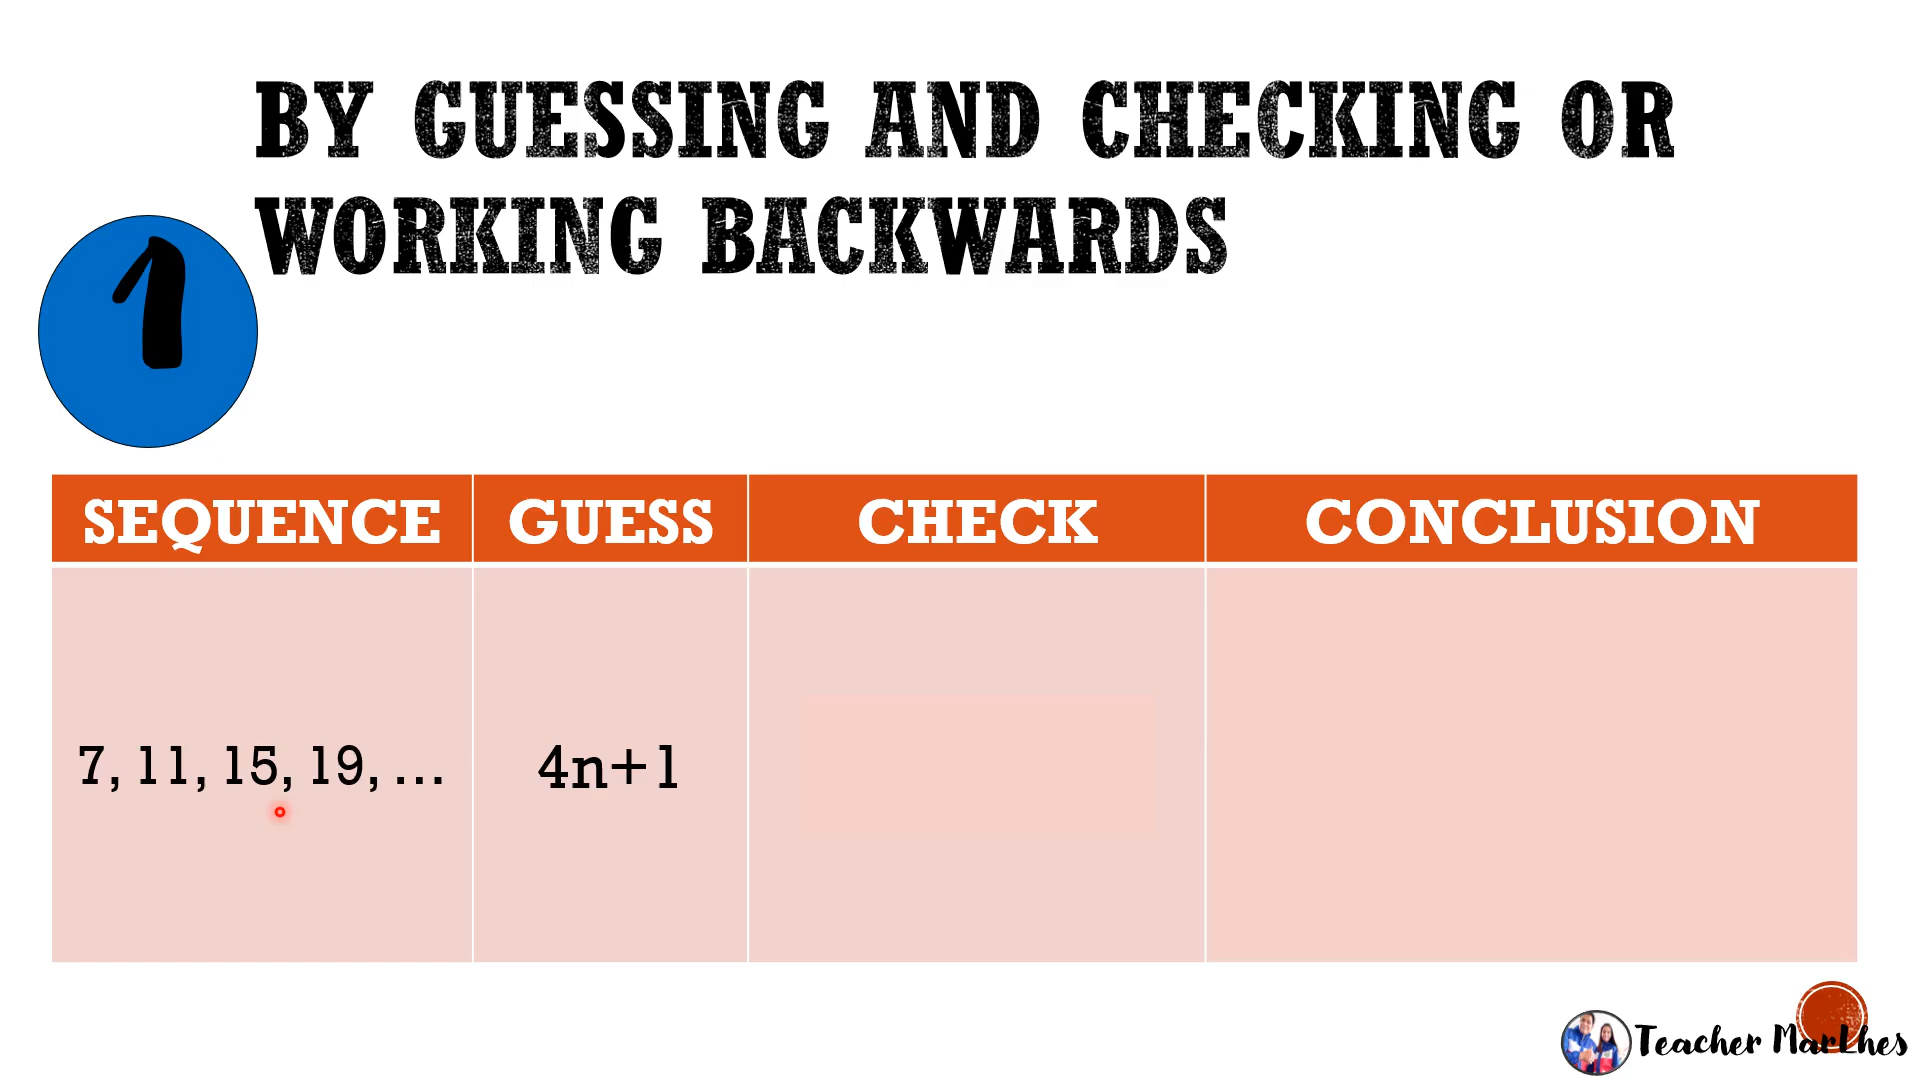 BY GUESSING AND CHECKING OR
WORKING BACKWARDS
1
SEQUENCE GUESS CHECK CONCLUSION
7, 11, 15, 19, … 4n+1
Teacher MarLhes